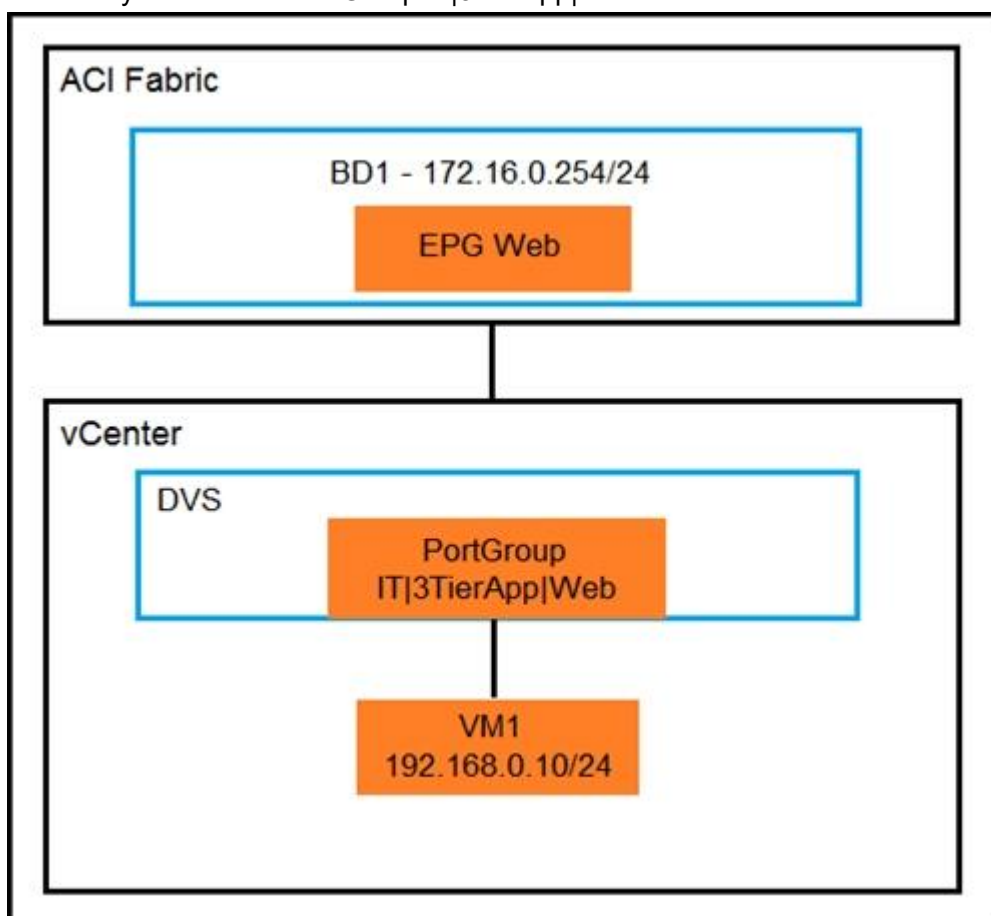 ACI Fabric
BD1 - 172.16.0.254/24
EPG Web
vCenter
DVS
PortGroup
IT|3TierApp|Web
VM1
192.168.0.10/24